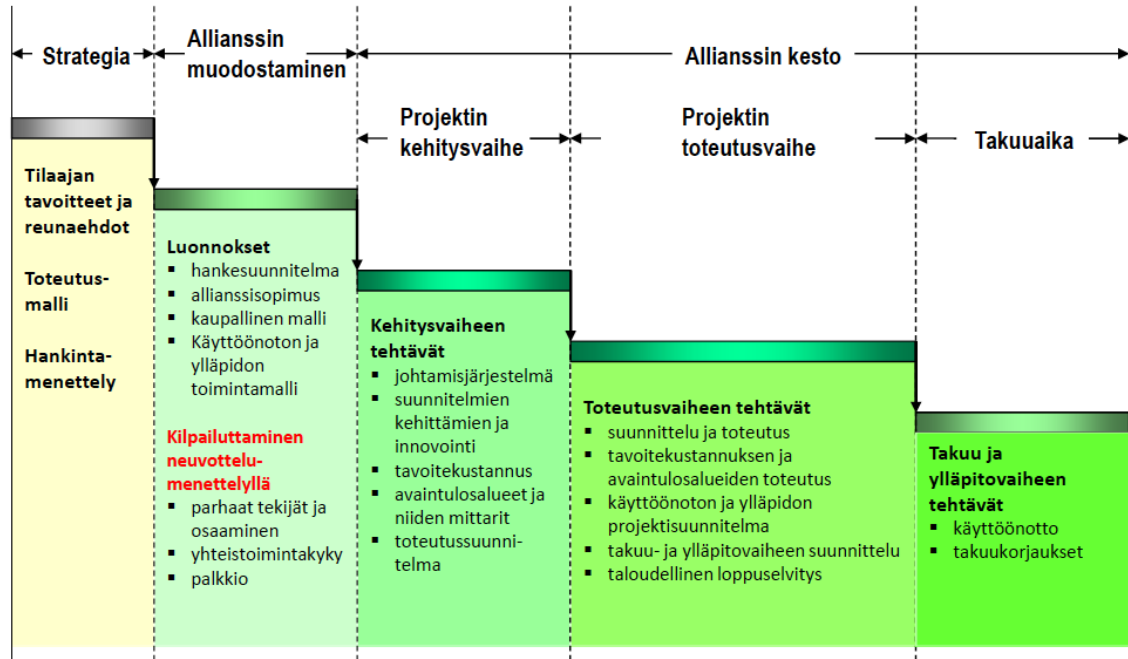 Strategia
Allianssin
muodostaminen
Allianssin kesto
Projektin
kehitysvaihe
Projektin
toteutusvaihe
Takuuaika
Tilaajan
tavoitteet ja
reunaehdot
Toteutus-
malli
Hankinta-
menettely
Luonnokset
▪ hankesuunnitelma
▪ allianssisopimus
▪ kaupallinen malli
▪ Käyttöönoton ja
ylläpidon
toimintamalli
Kilpailuttaminen
neuvottelu-
menettelyllä
▪ parhaat tekijät ja
osaaminen
▪ yhteistoimintakyky
▪ palkkio
Kehitysvaiheen
tehtävät
▪ johtamisjärjestelmä
▪ suunnitelmien
kehittämien ja
innovointi
▪ tavoitekustannus
▪ avaintulosalueet ja
niiden mittarit
▪ toteutussuunni-
telma
Toteutusvaiheen tehtävät
▪ suunnittelu ja toteutus
▪ tavoitekustannuksen ja
avaintulosalueiden toteutus
▪ käyttöönoton ja ylläpidon
projektisuunnitelma
▪ takuu- ja ylläpitovaiheen suunnittelu
▪ taloudellinen loppuselvitys
Takuu ja
ylläpitovaiheen
tehtävät
▪ käyttöönotto
▪ takuukorjaukset